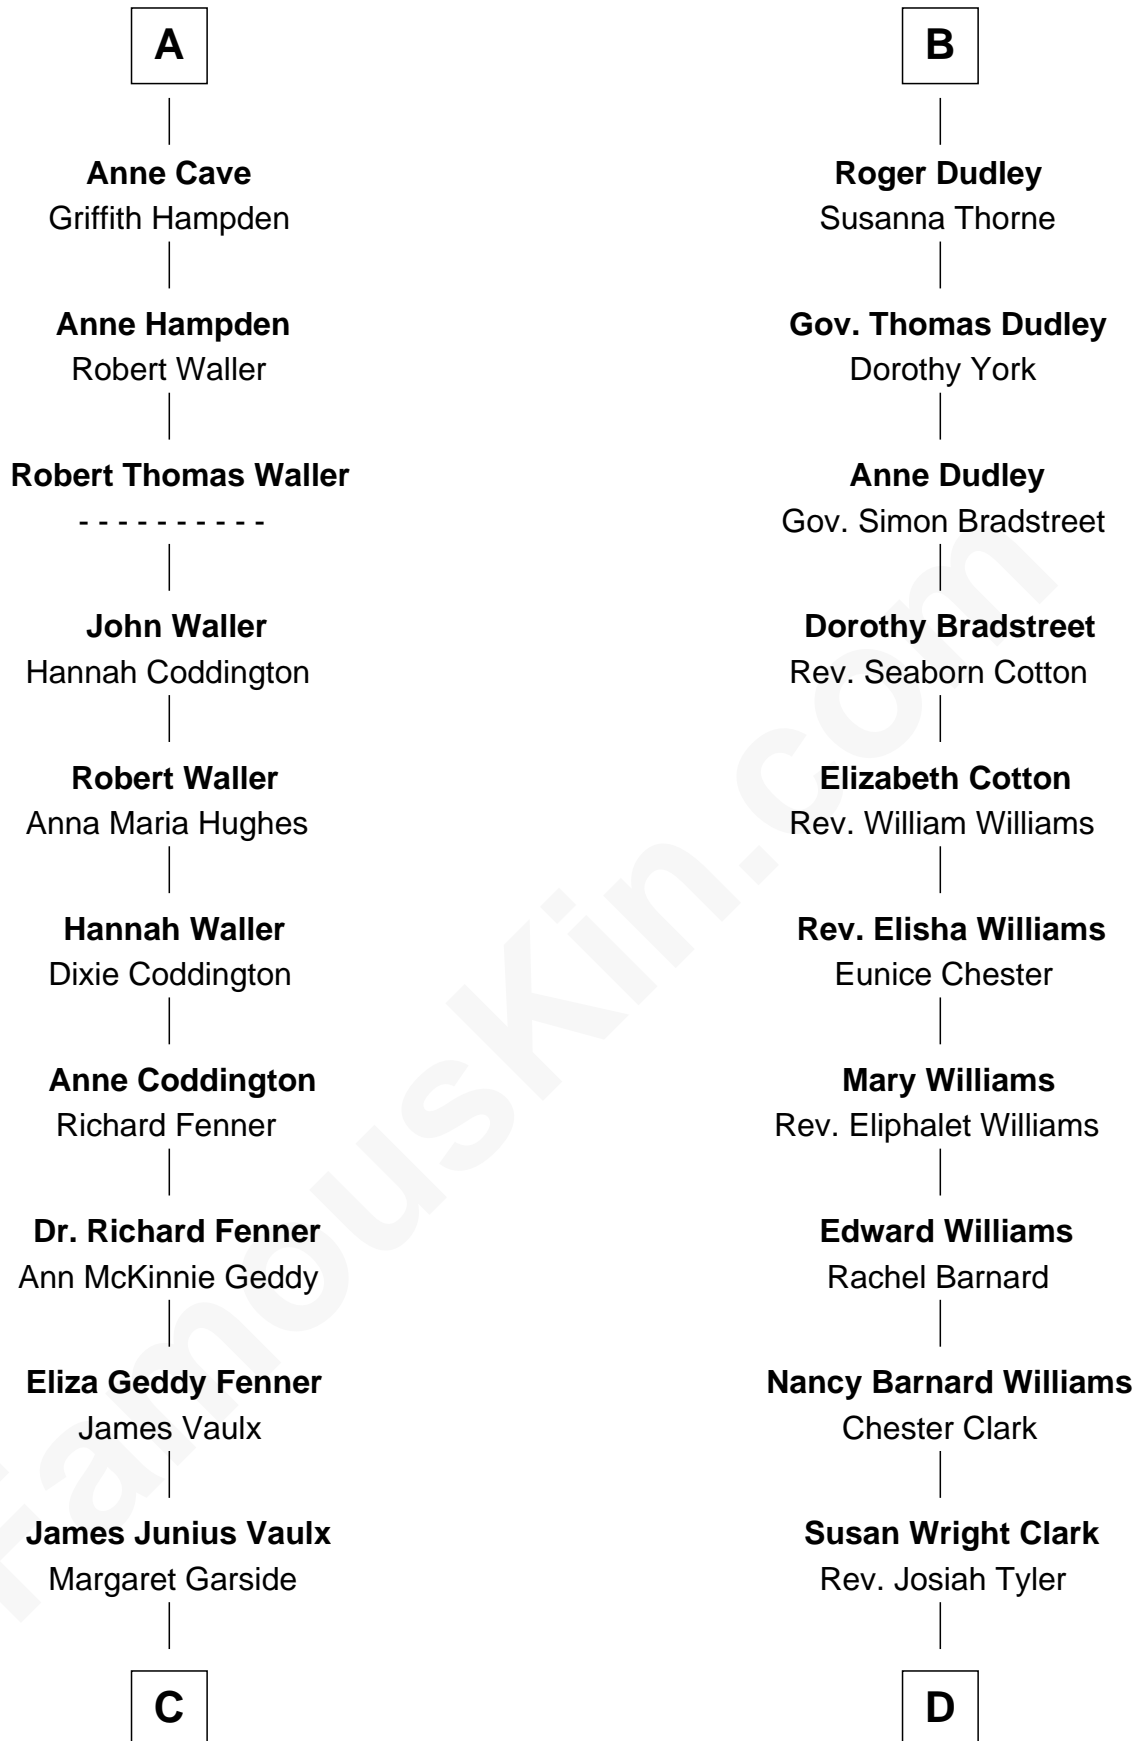 A
Anne Cave
Griffith Hampden
Anne Hampden
Robert Waller
Robert Thomas Waller
- - - - - - - - - -
John Waller
Hannah Coddington
Robert Waller
Anna Maria Hughes
Hannah Waller
Dixie Coddington
Anne Coddington
Richard Fenner
Dr. Richard Fenner
Ann McKinnie Geddy
Eliza Geddy Fenner
James Vaulx
James Junius Vaulx
Margaret Garside
C
B
Roger Dudley
Susanna Thorne
Gov. Thomas Dudley
Dorothy York
Anne Dudley
Gov. Simon Bradstreet
Dorothy Bradstreet
Rev. Seaborn Cotton
Elizabeth Cotton
Rev. William Williams
Rev. Elisha Williams
Eunice Chester
Mary Williams
Rev. Eliphalet Williams
Edward Williams
Rachel Barnard
Nancy Barnard Williams
Chester Clark
Susan Wright Clark
Rev. Josiah Tyler
D
FamousKin.com